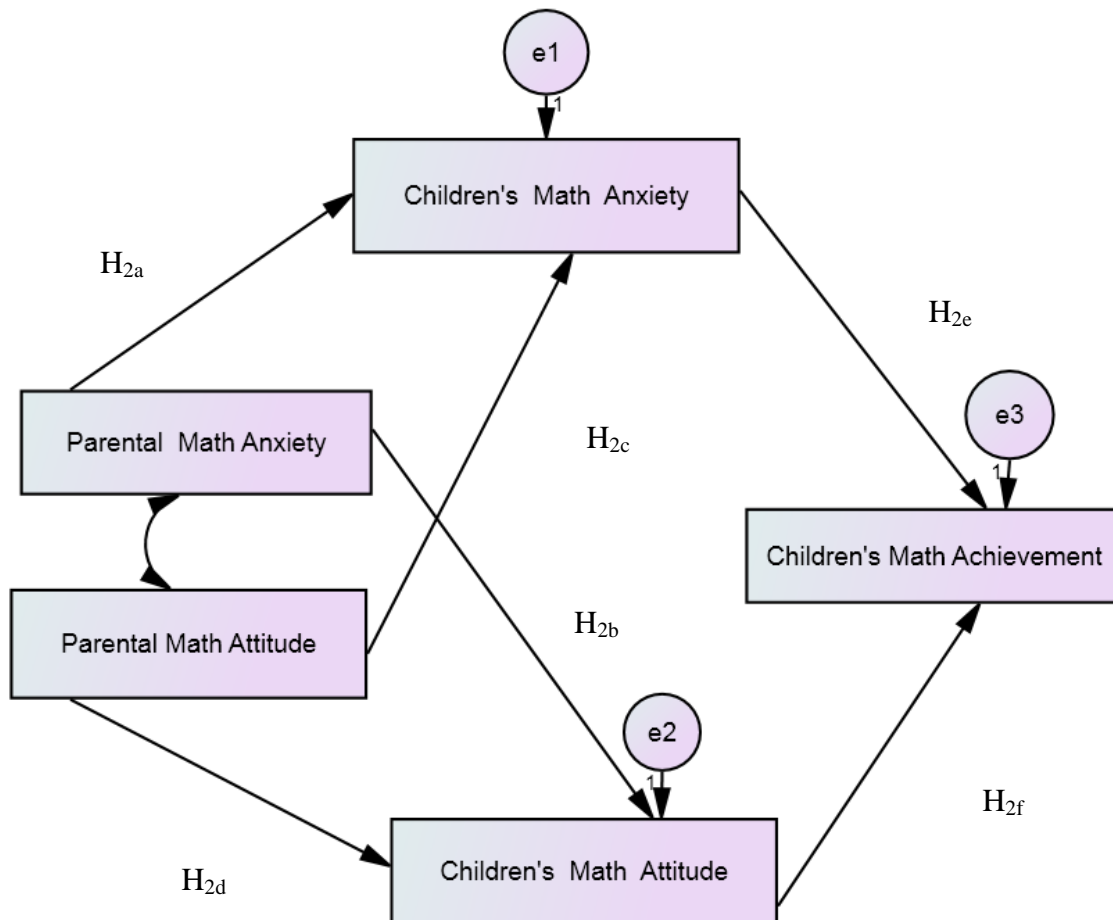 e1
1
Children's Math Anxiety
H2a
H2e
e3
1
Parental Math Anxiety
H2c
Children's Math Achievement
H2b
Parental Math Attitude
e2
1
H2f
Children's Math Attitude
H2d